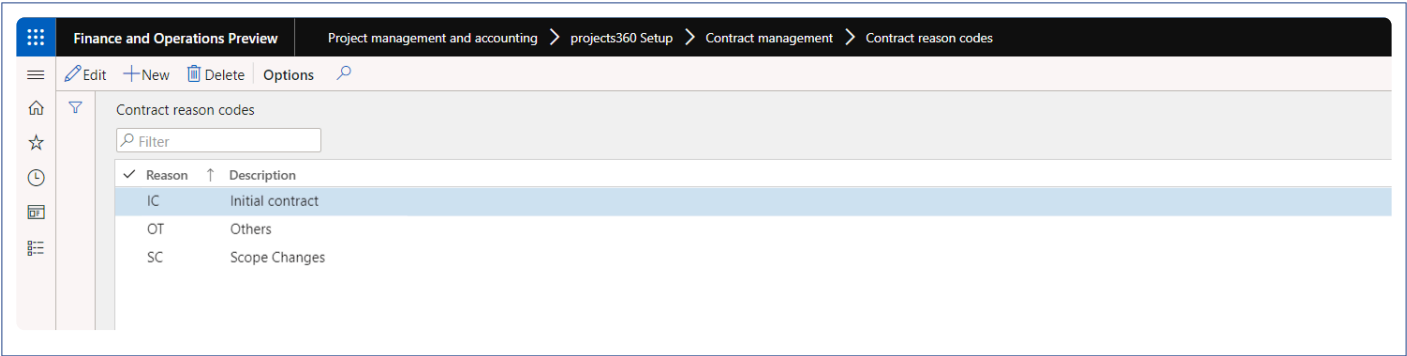 Finance and Operations Preview Project management and accounting > projects360 Setup > Contract management > Contract reason codes
Edit +New Delete Options
Contract reason codes
Filter
✓ Reason ↑ Description
IC Initial contract
OT Others
SC Scope Changes